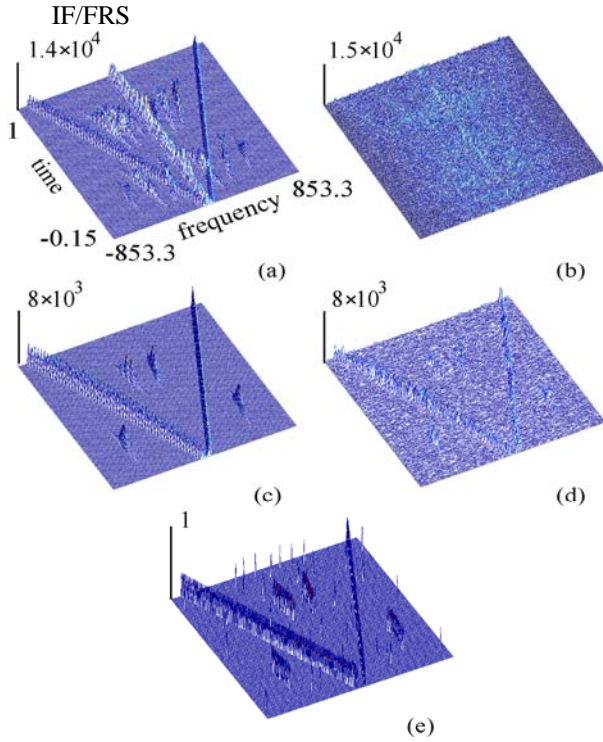 IF/FRS
1.4×10⁴
1.5×10⁴
1
time
853.3
frequency
-0.15
-853.3
(a)
(b)
8×10³
8×10³
(c)
(d)
1
(e)